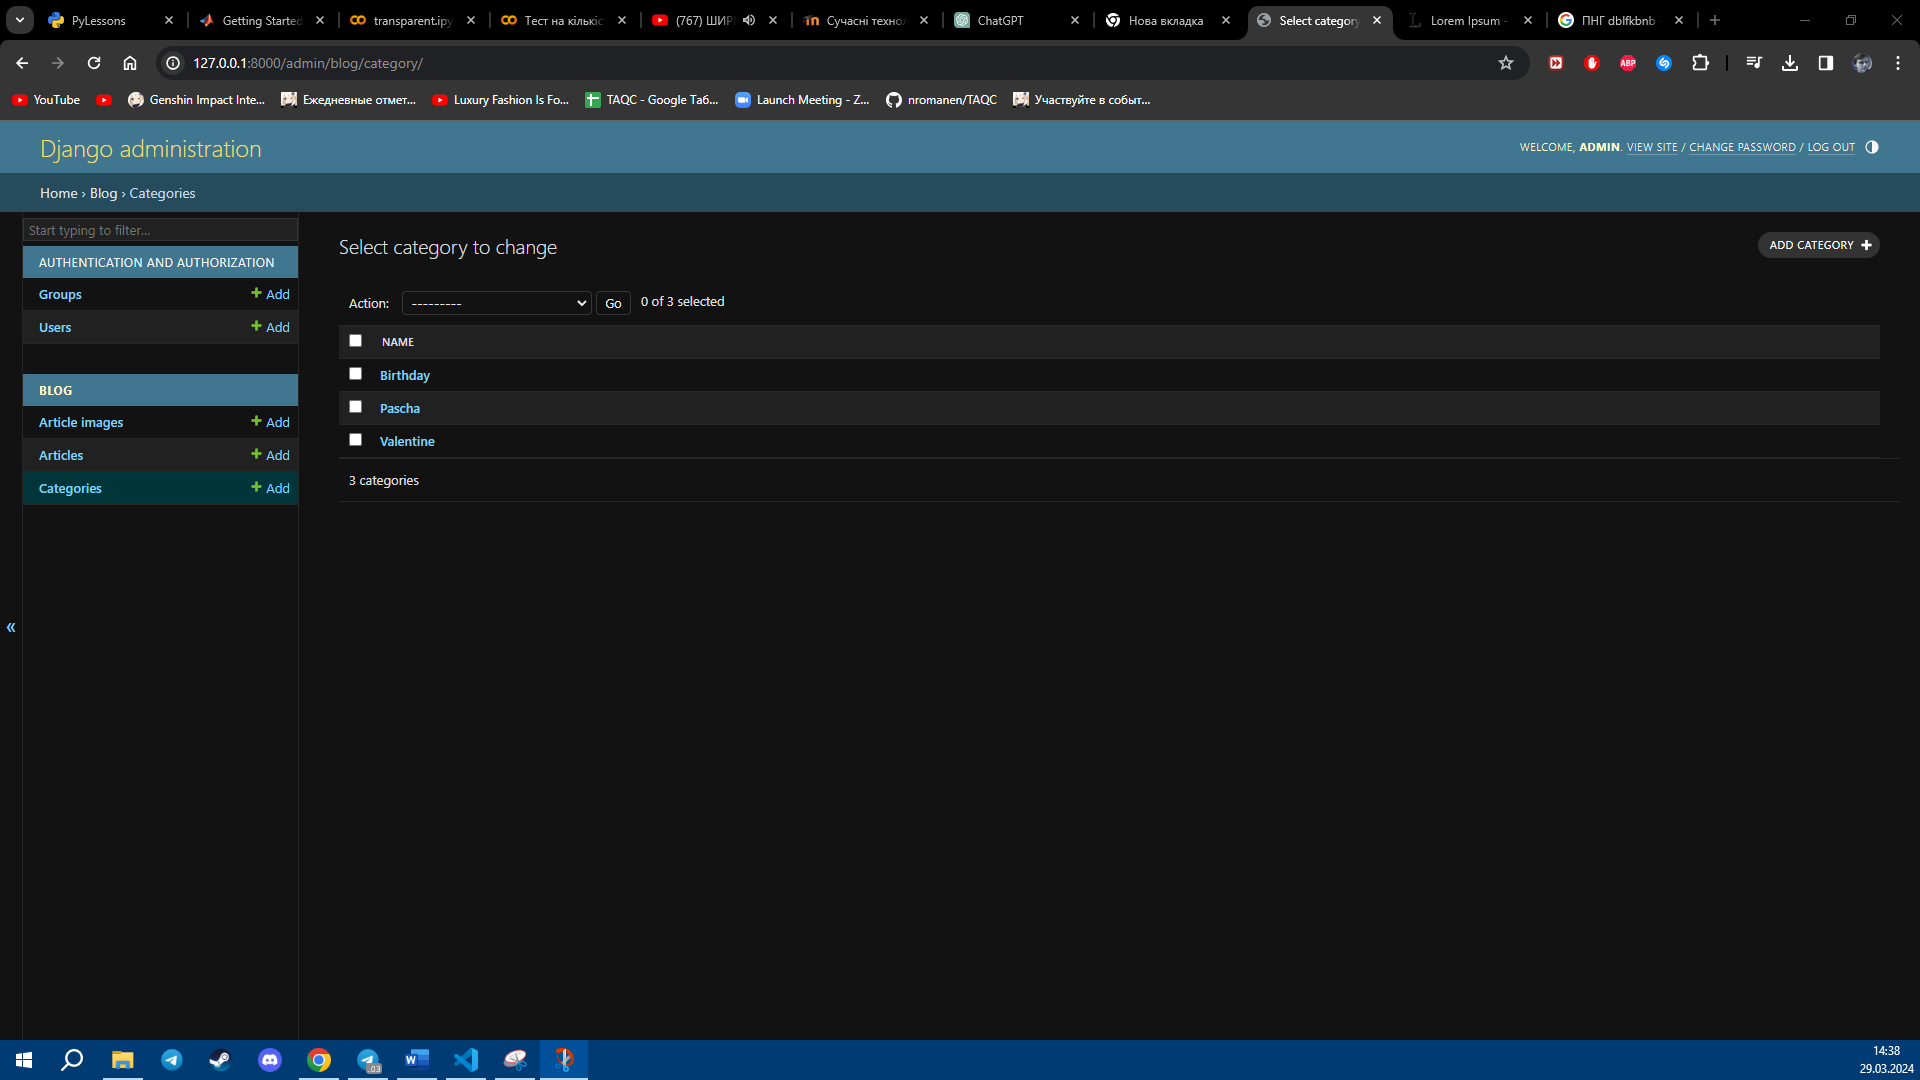 PyLessons
Getting Started
transparent.ipy
Тест на кількіс
(767) ШИР
Сучасні техно
ChatGPT
Нова вкладка
Select category
Lorem Ipsum -
ПНГ dblfkbnb
127.0.0.1:8000/admin/blog/category/
YouTube
Genshin Impact Inte...
Ежедневные отмет...
Luxury Fashion Is Fo...
TAQC - Google Таб...
Launch Meeting - Z...
nromanen/TAQC
Участвуйте в событ...
Django administration
WELCOME, ADMIN. VIEW SITE / CHANGE PASSWORD / LOG OUT
Home › Blog › Categories
Start typing to filter...
AUTHENTICATION AND AUTHORIZATION
Groups
Add
Users
Add
BLOG
Article images
Add
Articles
Add
Categories
Add
«
Select category to change
ADD CATEGORY
Action:
---------
Go
0 of 3 selected
NAME
Birthday
Pascha
Valentine
3 categories
14:38
29.03.2024